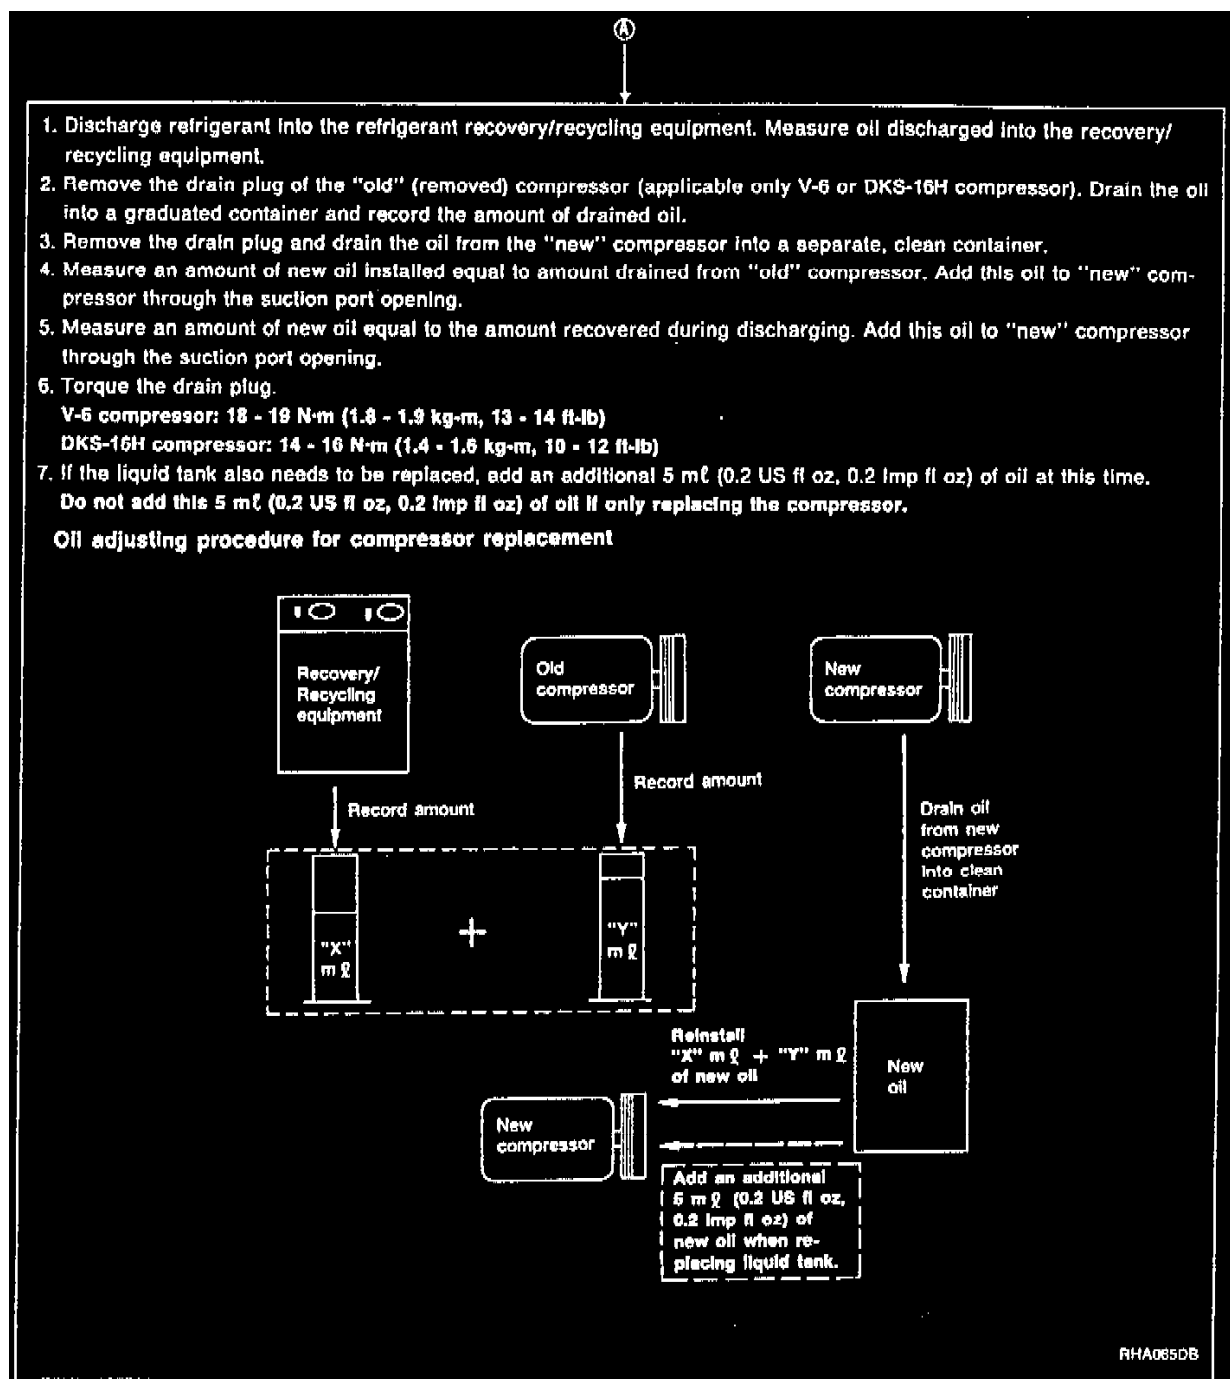 A
1. Discharge refrigerant into the refrigerant recovery/recycling equipment. Measure oil discharged into the recovery/
recycling equipment.
2. Remove the drain plug of the "old" (removed) compressor (applicable only V-6 or DKS-16H compressor). Drain the oil
into a graduated container and record the amount of drained oil.
3. Remove the drain plug and drain the oil from the "new" compressor into a separate, clean container.
4. Measure an amount of new oil installed equal to amount drained from "old" compressor. Add this oil to "new" com-
pressor through the suction port opening.
5. Measure an amount of new oil equal to the amount recovered during discharging. Add this oil to "new" compressor
through the suction port opening.
6. Torque the drain plug.
V-6 compressor: 18 - 19 N·m (1.8 - 1.9 kg-m, 13 - 14 ft-lb)
DKS-16H compressor: 14 - 16 N·m (1.4 - 1.6 kg-m, 10 - 12 ft-lb)
7. If the liquid tank also needs to be replaced, add an additional 5 mℓ (0.2 US fl oz, 0.2 Imp fl oz) of oil at this time.
Do not add this 5 mℓ (0.2 US fl oz, 0.2 Imp fl oz) of oil if only replacing the compressor.
Oil adjusting procedure for compressor replacement
Recovery/
Recycling
equipment
Old
compressor
New
compressor
Record amount
Record amount
Drain oil
from new
compressor
into clean
container
"X"
mℓ
+
"Y"
mℓ
Reinstall
"X" mℓ + "Y" mℓ
of new oil
New
oil
New
compressor
Add an additional
5 mℓ (0.2 US fl oz,
0.2 Imp fl oz) of
new oil when re-
placing liquid tank.
RHA065DB